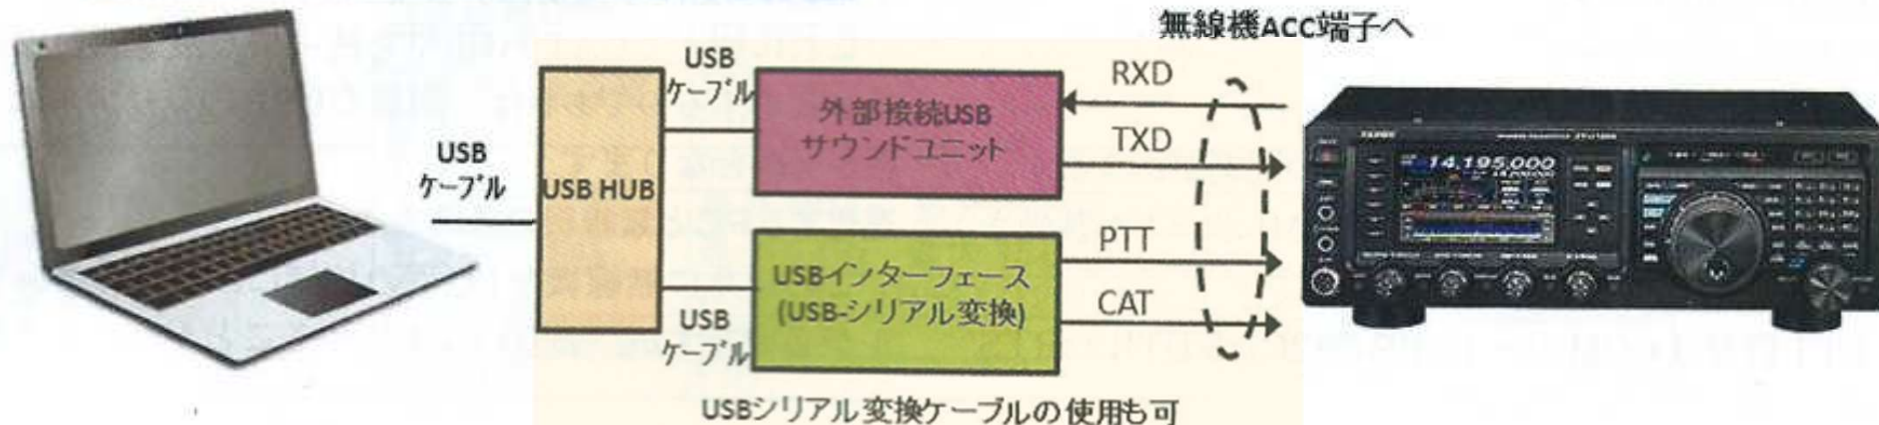 無線機ACC端子へ
USB
ケーブル
USB HUB
USB
ケーブル
外部接続USB
サウンドユニット
RXD
TXD
USB
ケーブル
USBインターフェース
(USB-シリアル変換)
PTT
CAT
14.195.000
USBシリアル変換ケーブルの使用も可